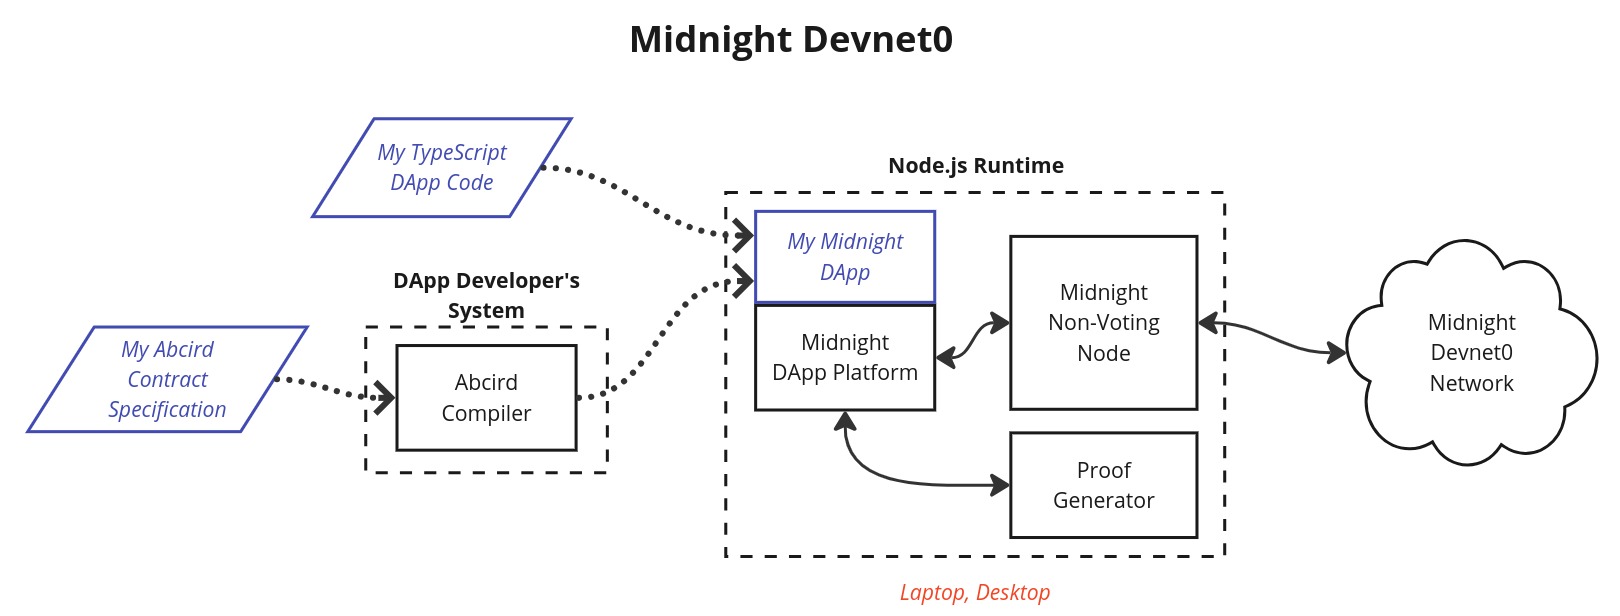 Midnight Devnet0
My TypeScript
DApp Code
Node.js Runtime
My Midnight
DApp
DApp Developer's
System
My Abcird
Contract
Specification
Abcird
Compiler
Midnight
DApp Platform
Midnight
Non-Voting
Node
Midnight
Devnet0
Network
Proof
Generator
Laptop, Desktop